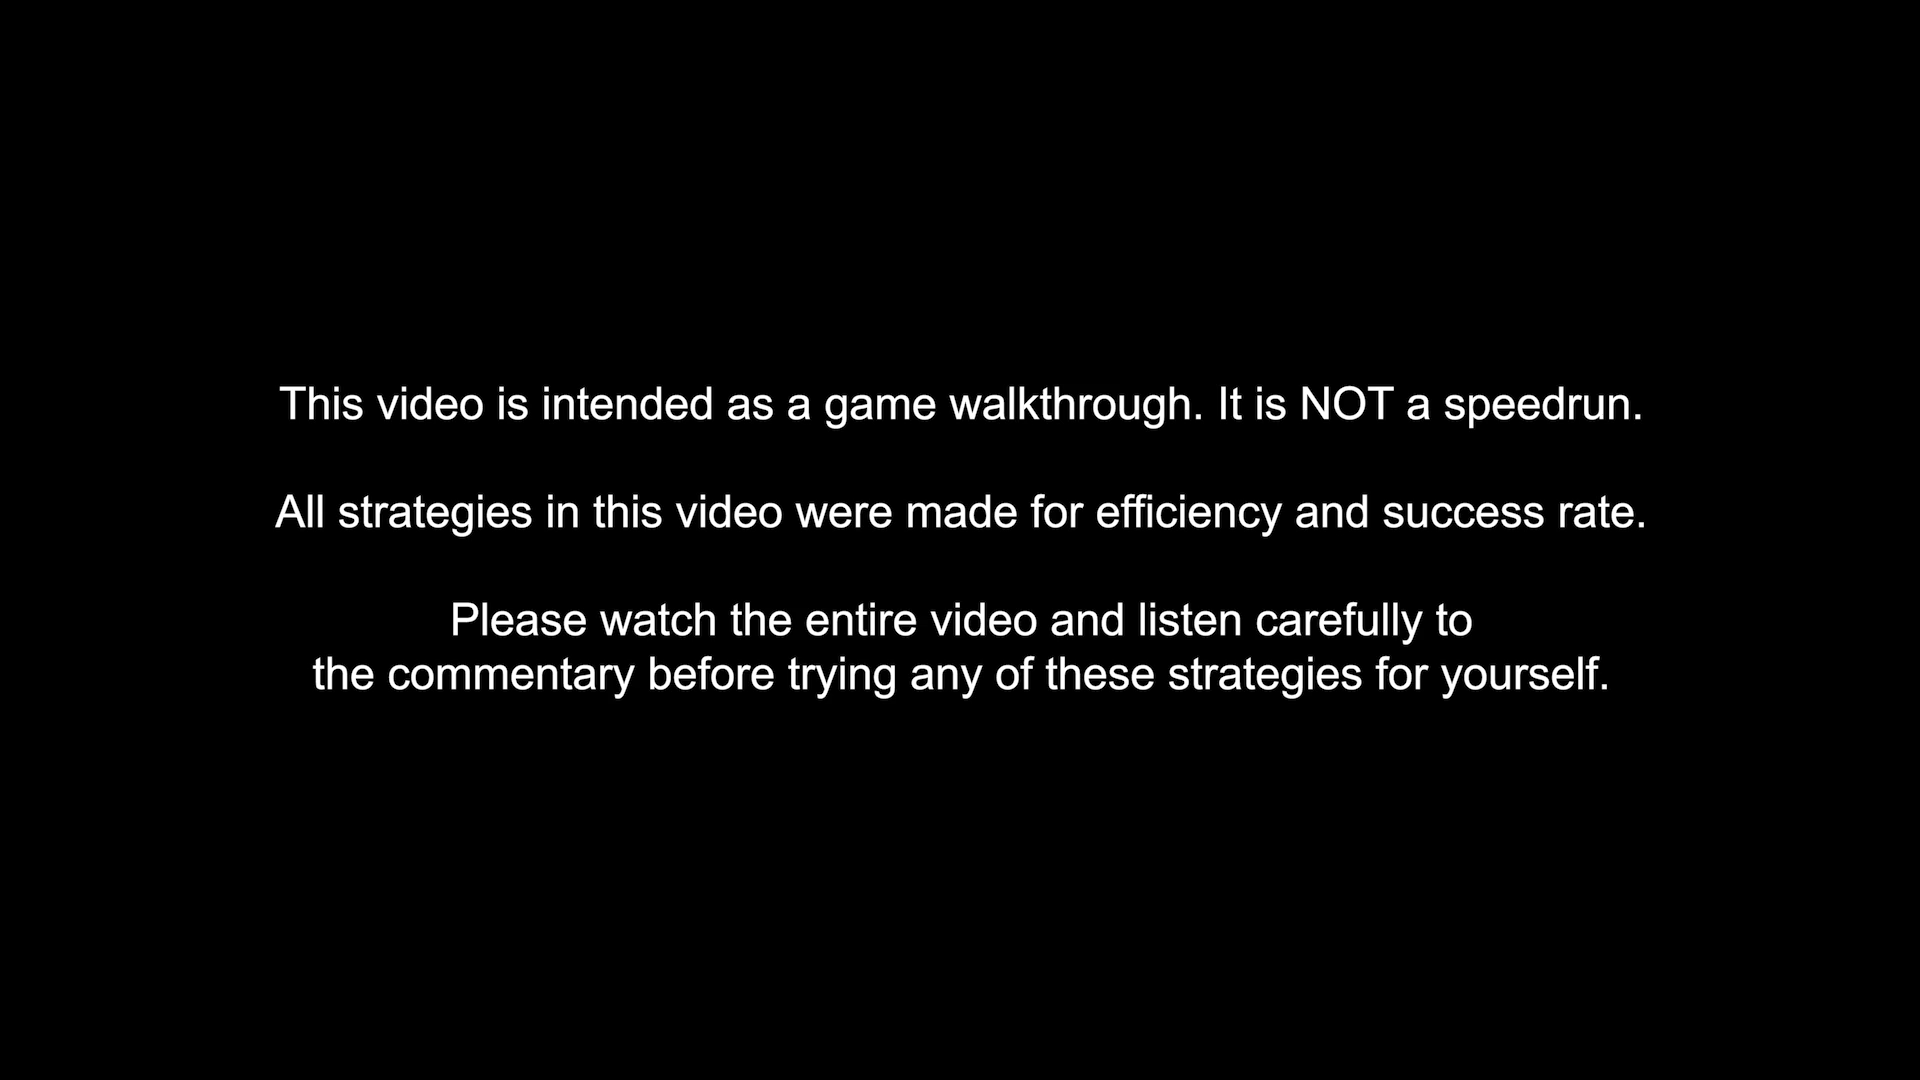 This video is intended as a game walkthrough. It is NOT a speedrun.
All strategies in this video were made for efficiency and success rate.
Please watch the entire video and listen carefully to
the commentary before trying any of these strategies for yourself.